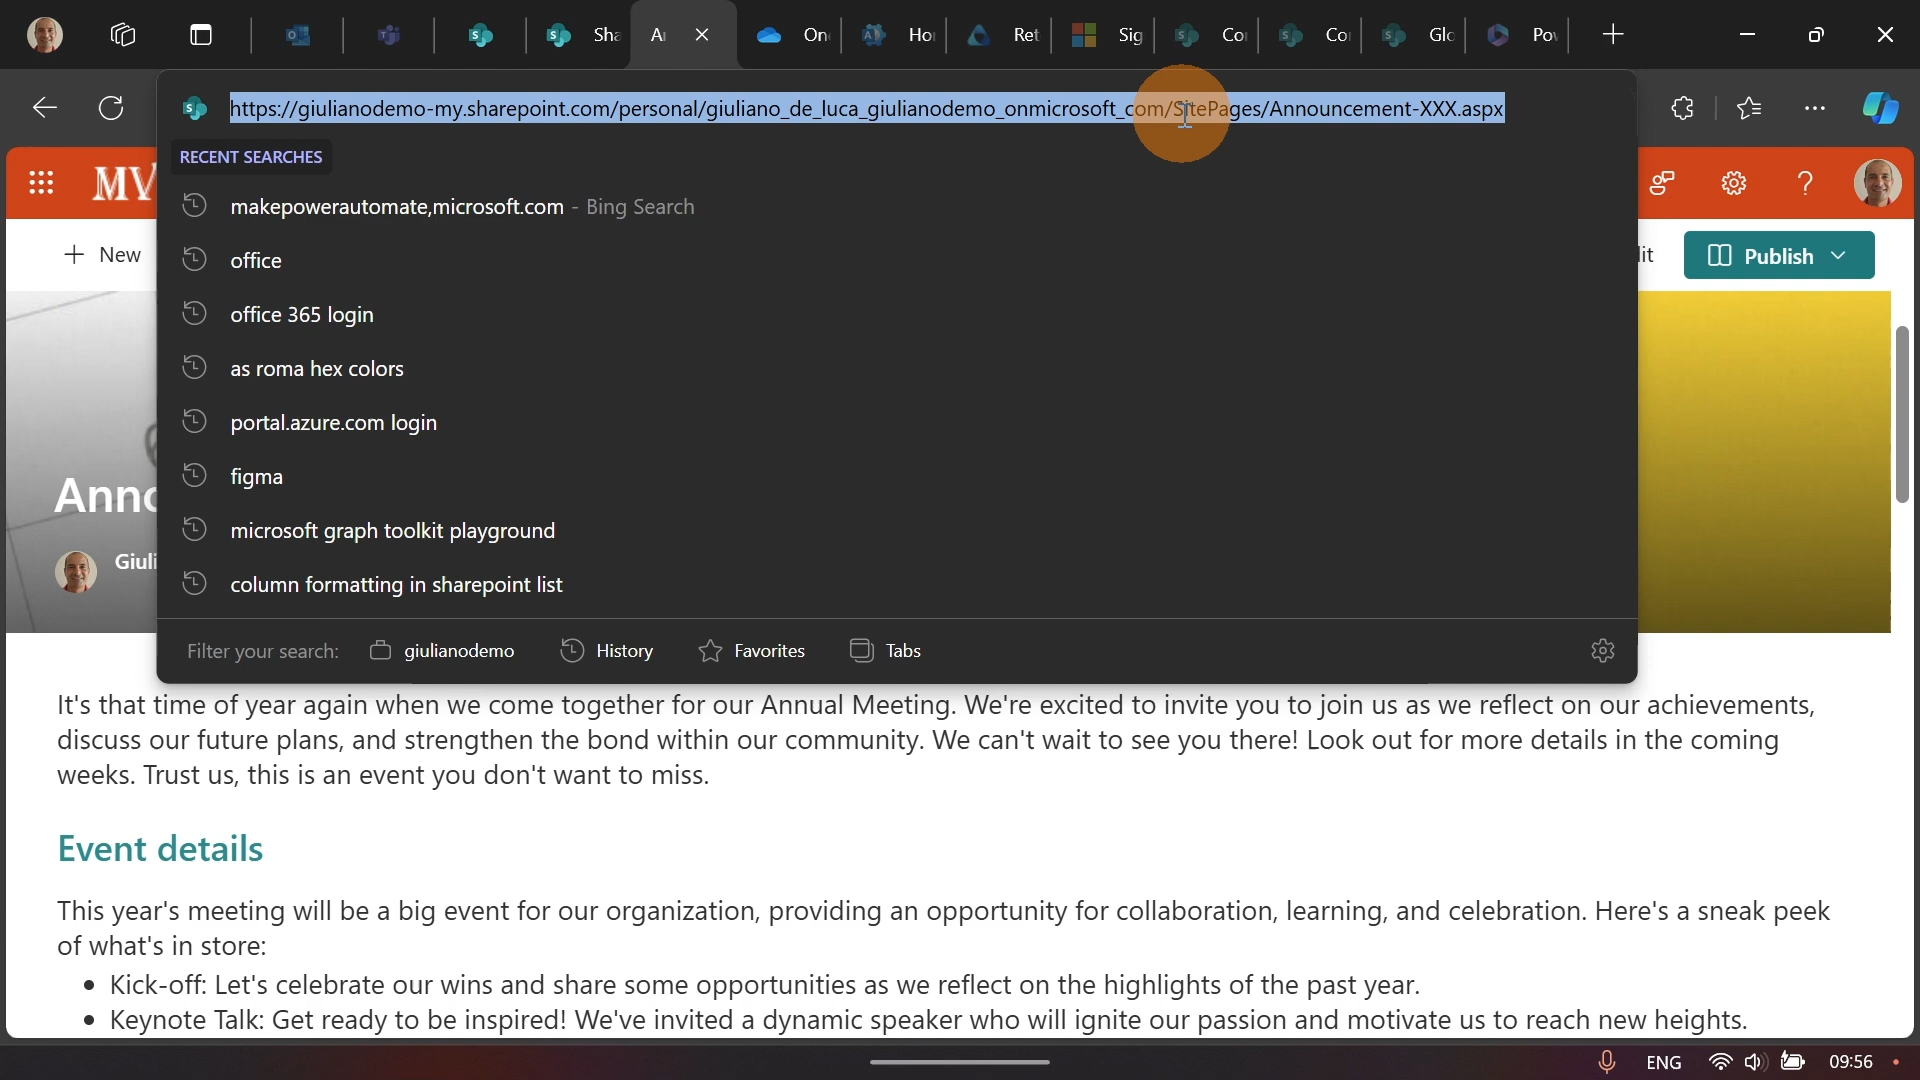 Sha
A
On
Ho
Ret
Sig
Co
Co
Glo
Po
https://giulianodemo-my.sharepoint.com/personal/giuliano_de_luca_giulianodemo_onmicrosoft_com/SitePages/Announcement-XXX.aspx
RECENT SEARCHES
MV
makepowerautomate,microsoft.com - Bing Search
+ New
office
it
Publish
office 365 login
as roma hex colors
portal.azure.com login
figma
Anno
microsoft graph toolkit playground
Giuli
column formatting in sharepoint list
Filter your search:
giulianodemo
History
Favorites
Tabs
It's that time of year again when we come together for our Annual Meeting. We're excited to invite you to join us as we reflect on our achievements,
discuss our future plans, and strengthen the bond within our community. We can't wait to see you there! Look out for more details in the coming
weeks. Trust us, this is an event you don't want to miss.
Event details
This year's meeting will be a big event for our organization, providing an opportunity for collaboration, learning, and celebration. Here's a sneak peek
of what's in store:
• Kick-off: Let's celebrate our wins and share some opportunities as we reflect on the highlights of the past year.
• Keynote Talk: Get ready to be inspired! We've invited a dynamic speaker who will ignite our passion and motivate us to reach new heights.
ENG
09:56